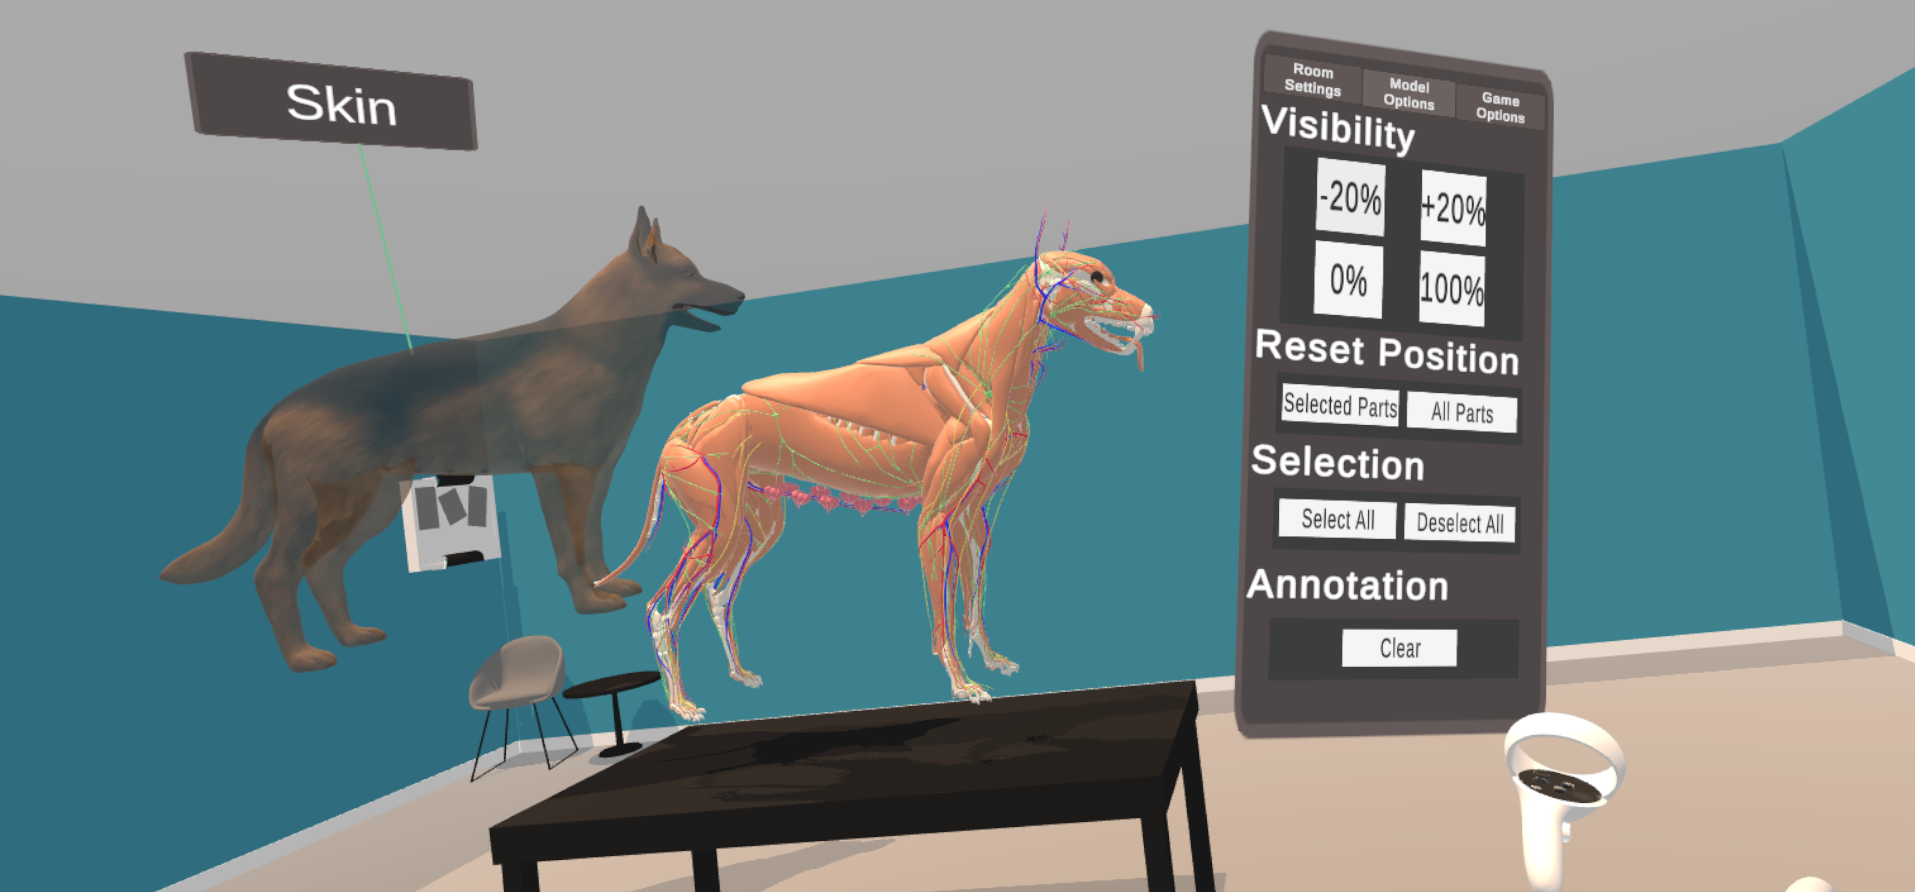 Skin
Room
Settings
Model
Options
Game
Options
Visibility
-20%
+20%
0%
100%
Reset Position
Selected Parts
All Parts
Selection
Select All
Deselect All
Annotation
Clear